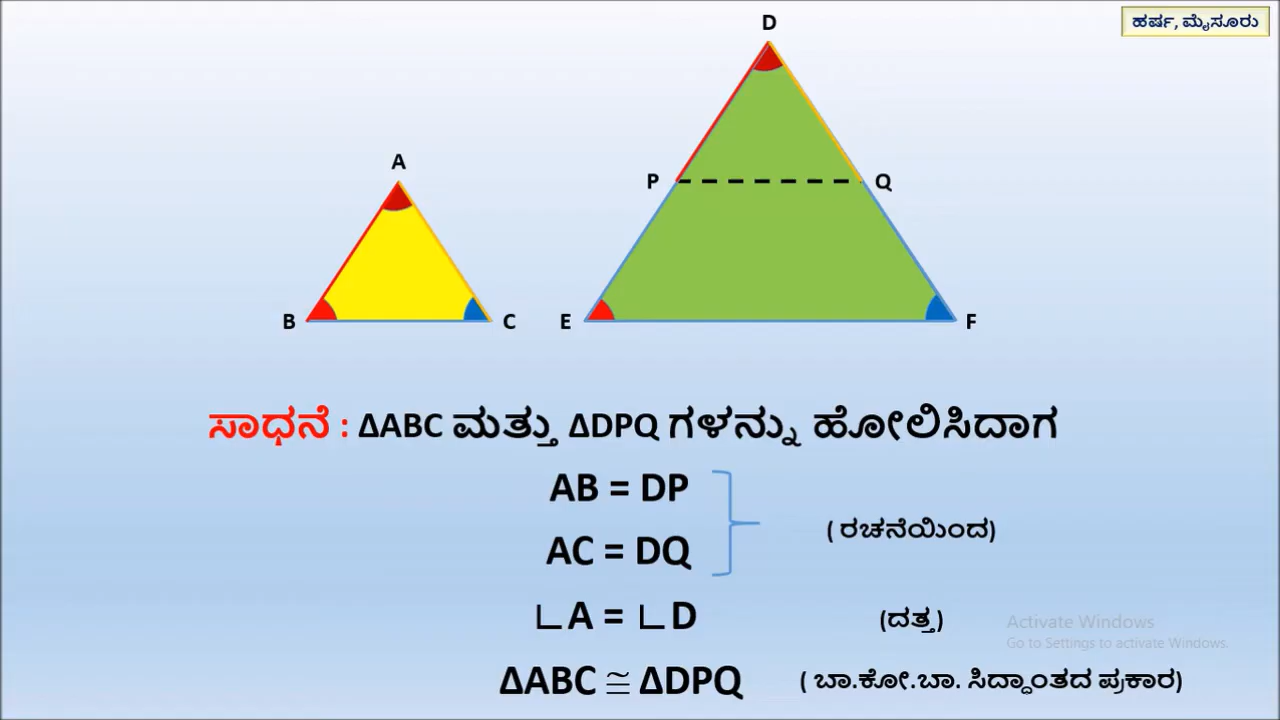 ಹರ್ಷ, ಮೈಸೂರು
D
A
P
Q
B
C
E
F
ಸಾಧನೆ : ΔABC ಮತ್ತು ΔDPQ ಗಳನ್ನು ಹೋಲಿಸಿದಾಗ
AB = DP
AC = DQ
( ರಚನೆಯಿಂದ)
∟A = ∟D (ದತ್ತ)
Activate Windows
Go to Settings to activate Windows.
ΔABC ≅ ΔDPQ ( ಬಾ.ಕೋ.ಬಾ. ಸಿದ್ಧಾಂತದ ಪ್ರಕಾರ)